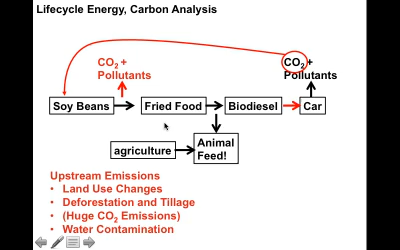 Lifecycle Energy, Carbon Analysis
CO2 +
Pollutants
CO2 +
Pollutants
Soy Beans
Fried Food
Biodiesel
Car
agriculture
Animal
Feed!
Upstream Emissions
• Land Use Changes
• Deforestation and Tillage
• (Huge CO2 Emissions)
• Water Contamination